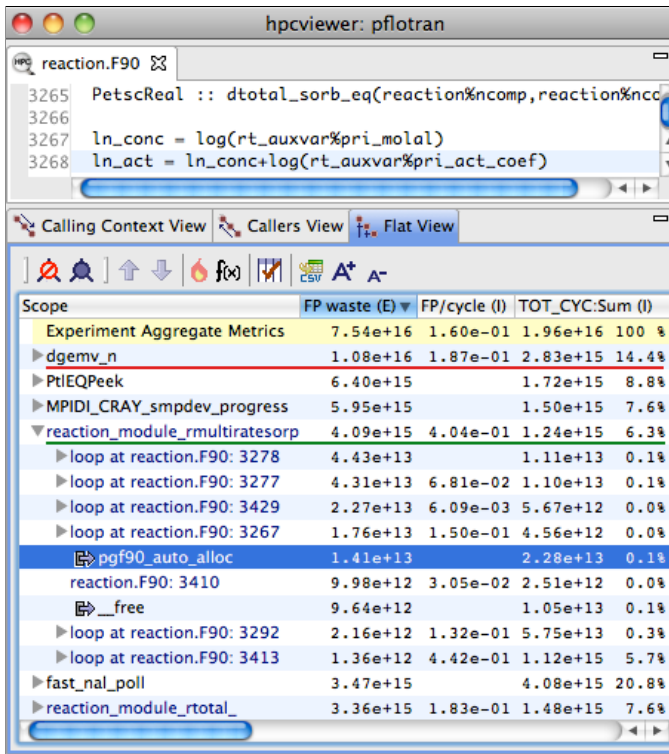 hpcviewer: pflotran
reaction.F90
3265 PetscReal :: dtotal_sorb_eq(reaction%ncomp,reaction%ncc
3266
3267 ln_conc = log(rt_auxvar%pri_molal)
3268 ln_act = ln_conc+log(rt_auxvar%pri_act_coef)
Calling Context View Callers View Flat View
f(x) CSV A+ A-
Scope FP waste (E) FP/cycle (I) TOT_CYC:Sum (I)
Experiment Aggregate Metrics 7.54e+16 1.60e-01 1.96e+16 100 %
dgemv_n 1.08e+16 1.87e-01 2.83e+15 14.4%
PtlEQPeek 6.40e+15 1.72e+15 8.8%
MPIDI_CRAY_smpdev_progress 5.95e+15 1.50e+15 7.6%
reaction_module_rmultiratesorp 4.09e+15 4.04e-01 1.24e+15 6.3%
loop at reaction.F90: 3278 4.43e+13 1.11e+13 0.1%
loop at reaction.F90: 3277 4.31e+13 6.81e-02 1.10e+13 0.1%
loop at reaction.F90: 3429 2.27e+13 6.09e-03 5.67e+12 0.0%
loop at reaction.F90: 3267 1.76e+13 1.50e-01 4.56e+12 0.0%
pgf90_auto_alloc 1.41e+13 2.28e+13 0.1%
reaction.F90: 3410 9.98e+12 3.05e-02 2.51e+12 0.0%
__free 9.64e+12 1.05e+13 0.1%
loop at reaction.F90: 3292 2.16e+12 1.32e-01 5.75e+13 0.3%
loop at reaction.F90: 3413 1.36e+12 4.42e-01 1.12e+15 5.7%
fast_nal_poll 3.47e+15 4.08e+15 20.8%
reaction_module_rtotal_ 3.36e+15 1.83e-01 1.48e+15 7.6%